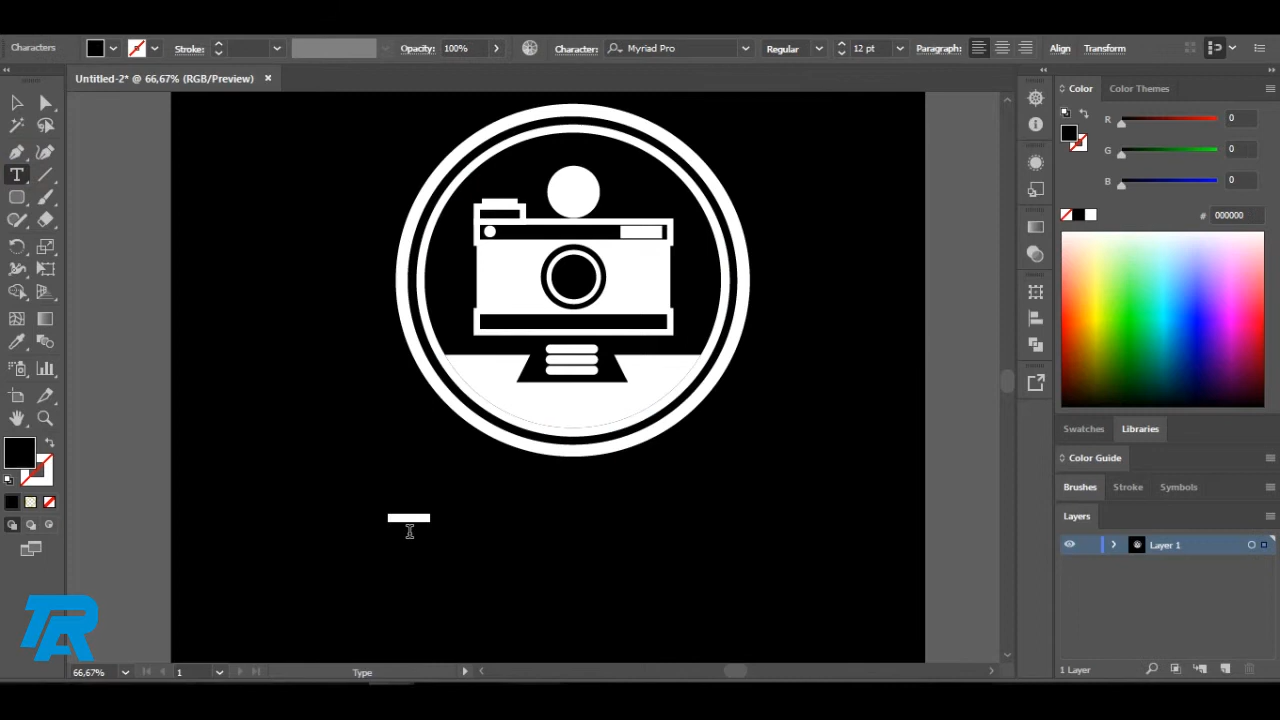 Characters Stroke: Opacity: 100% Character: Myriad Pro Regular 12 pt Paragraph: Align Transform
Untitled-2* @ 66,67% (RGB/Preview) ×
Color Color Themes
R 0
G 0
B 0
# 000000
Swatches Libraries
Color Guide
Brushes Stroke Symbols
Layers
Layer 1
1 Layer
66,67% 1 Type
TA